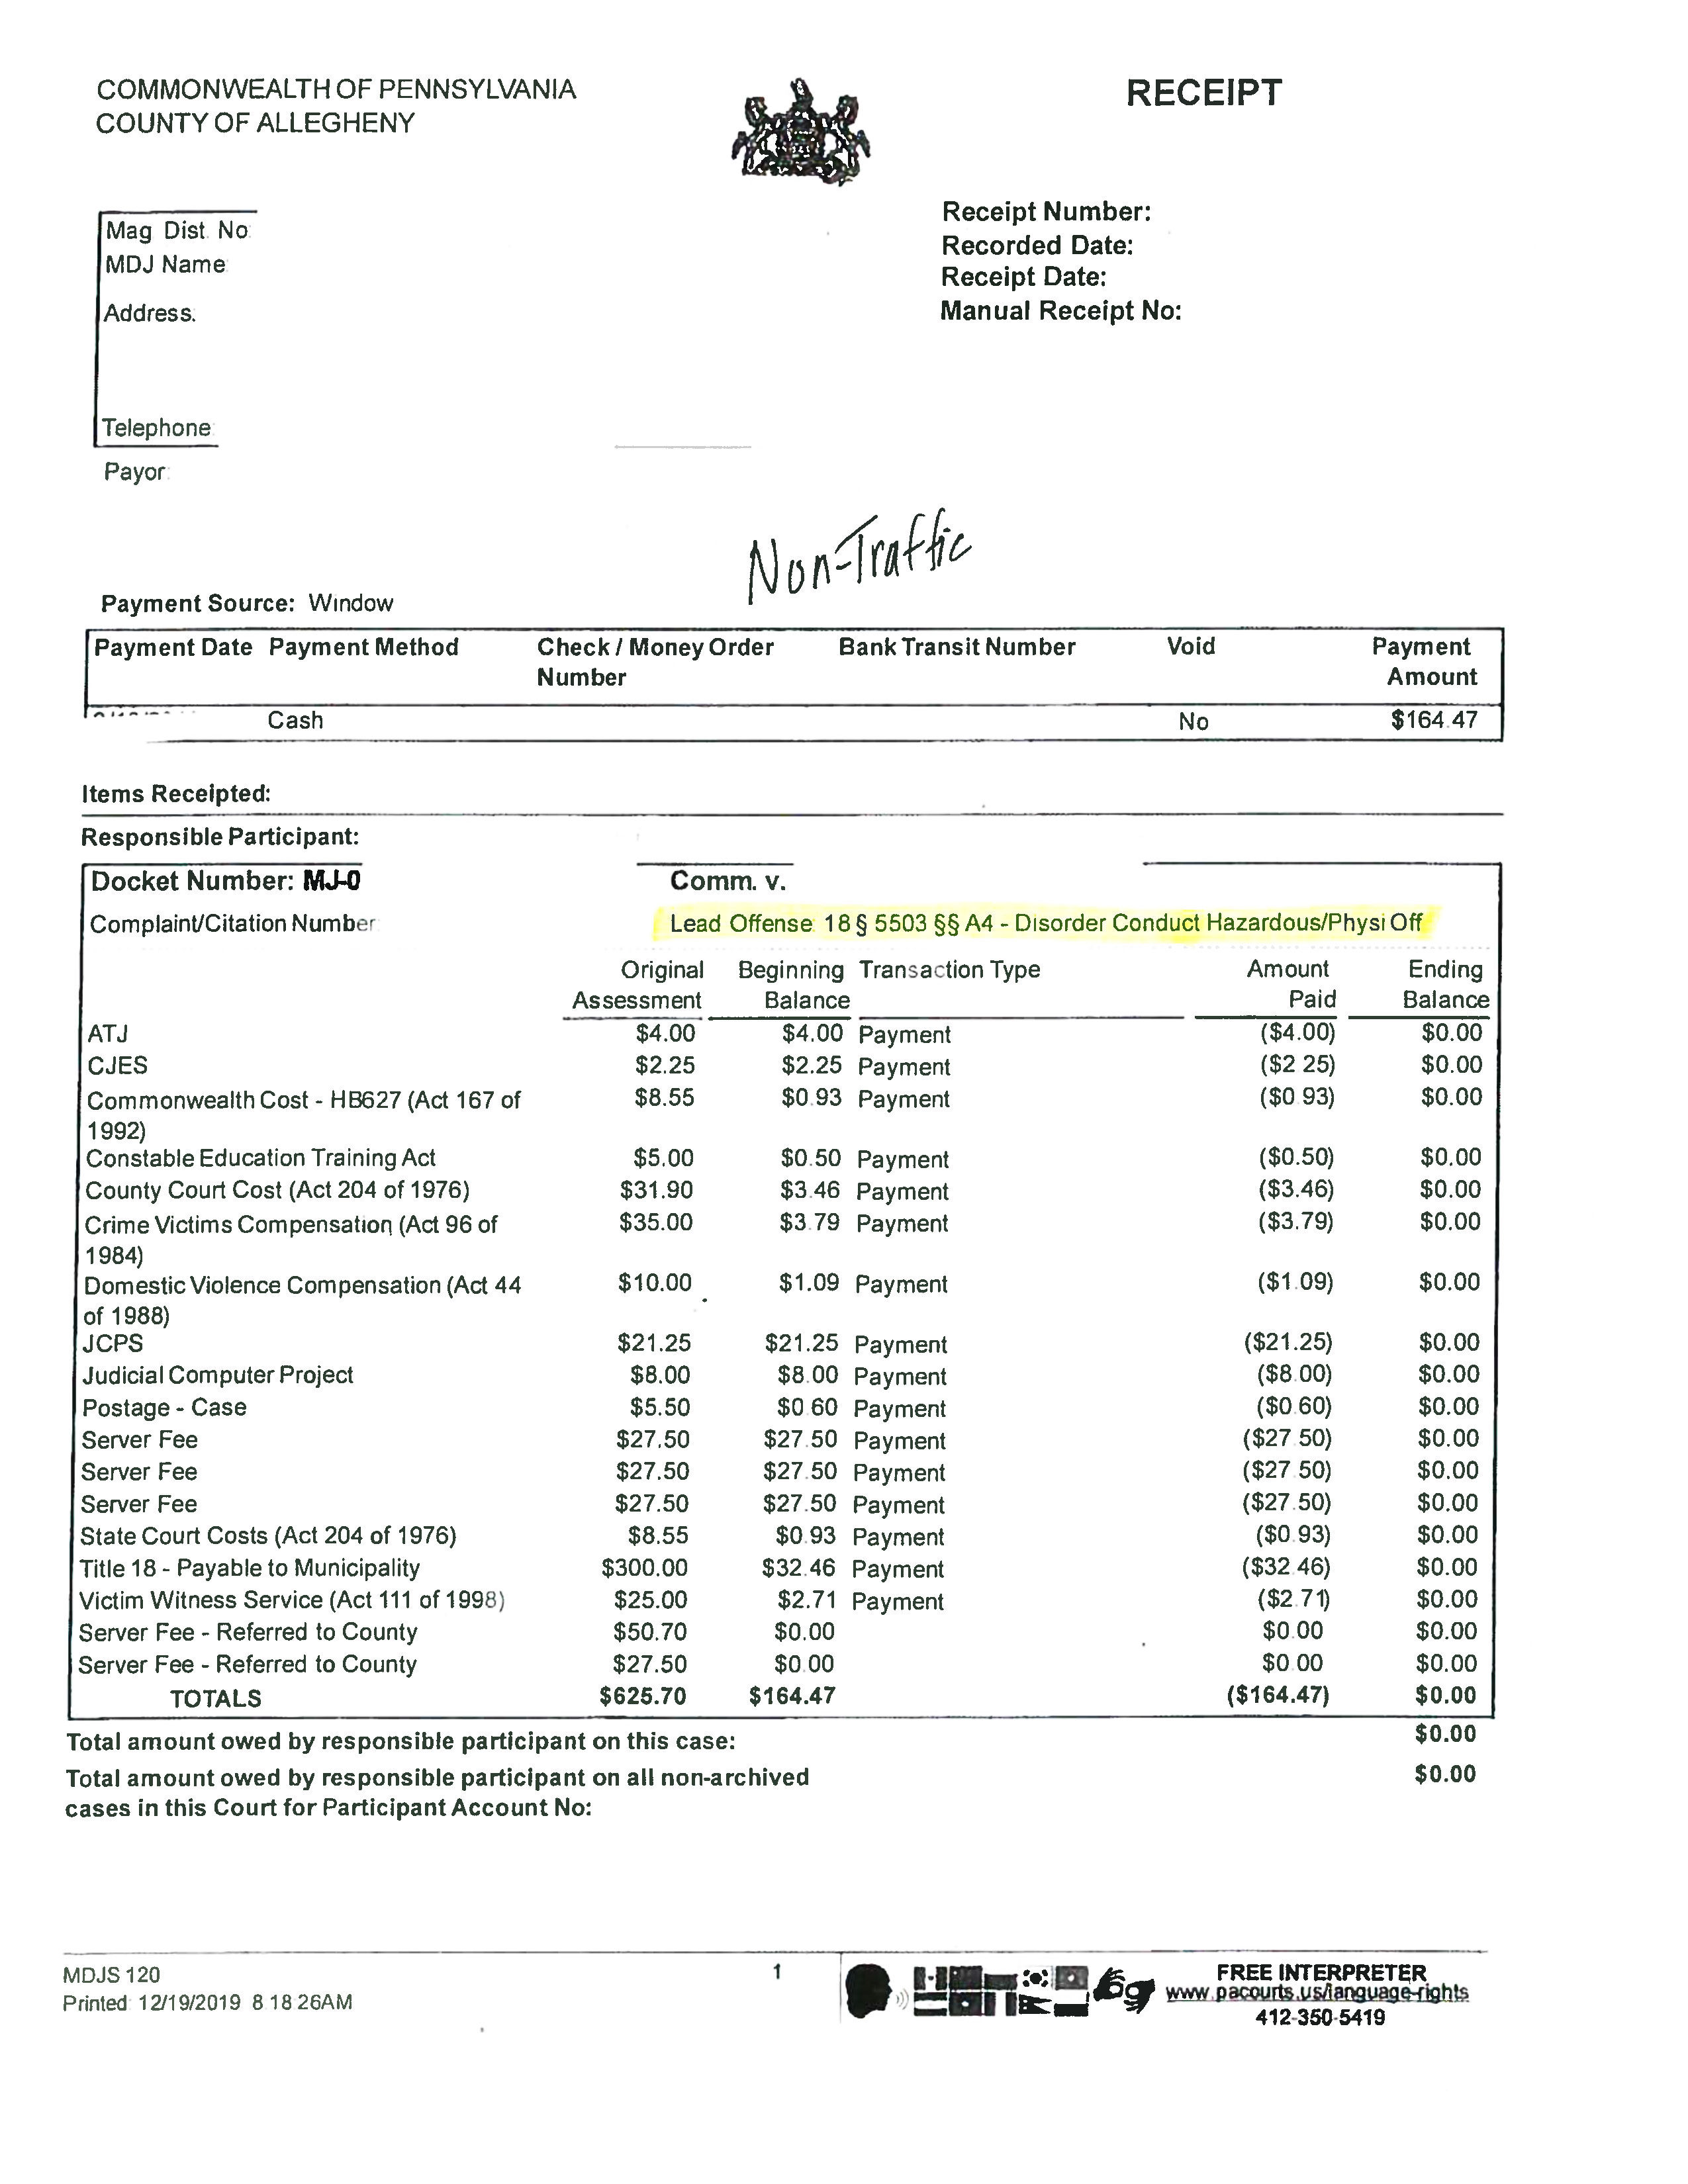 COMMONWEALTH OF PENNSYLVANIA
COUNTY OF ALLEGHENY
RECEIPT
Mag Dist. No:
MDJ Name:
Address.
Telephone:
Payor:
Receipt Number:
Recorded Date:
Receipt Date:
Manual Receipt No:
Non-Traffic
Payment Source: Window
Payment Date Payment Method Check / Money Order Number Bank Transit Number Void Payment Amount
Cash No $164.47
Items Receipted:
Responsible Participant:
Docket Number: MJ-0 Comm. v.
Complaint/Citation Number: Lead Offense: 18 § 5503 §§ A4 - Disorder Conduct Hazardous/Physi Off
Original Assessment Beginning Balance Transaction Type Amount Paid Ending Balance
ATJ $4.00 $4.00 Payment ($4.00) $0.00
CJES $2.25 $2.25 Payment ($2.25) $0.00
Commonwealth Cost - HB627 (Act 167 of $8.55 $0.93 Payment ($0.93) $0.00
1992)
Constable Education Training Act $5.00 $0.50 Payment ($0.50) $0.00
County Court Cost (Act 204 of 1976) $31.90 $3.46 Payment ($3.46) $0.00
Crime Victims Compensation (Act 96 of $35.00 $3.79 Payment ($3.79) $0.00
1984)
Domestic Violence Compensation (Act 44 $10.00 $1.09 Payment ($1.09) $0.00
of 1988)
JCPS $21.25 $21.25 Payment ($21.25) $0.00
Judicial Computer Project $8.00 $8.00 Payment ($8.00) $0.00
Postage - Case $5.50 $0.60 Payment ($0.60) $0.00
Server Fee $27.50 $27.50 Payment ($27.50) $0.00
Server Fee $27.50 $27.50 Payment ($27.50) $0.00
Server Fee $27.50 $27.50 Payment ($27.50) $0.00
State Court Costs (Act 204 of 1976) $8.55 $0.93 Payment ($0.93) $0.00
Title 18 - Payable to Municipality $300.00 $32.46 Payment ($32.46) $0.00
Victim Witness Service (Act 111 of 1998) $25.00 $2.71 Payment ($2.71) $0.00
Server Fee - Referred to County $50.70 $0.00 $0.00 $0.00
Server Fee - Referred to County $27.50 $0.00 $0.00 $0.00
TOTALS $625.70 $164.47 ($164.47) $0.00
Total amount owed by responsible participant on this case: $0.00
Total amount owed by responsible participant on all non-archived $0.00
cases in this Court for Participant Account No:
MDJS 120
Printed: 12/19/2019 8:18:26AM
1
FREE INTERPRETER
www.pacourts.us/language-rights
412-350-5419